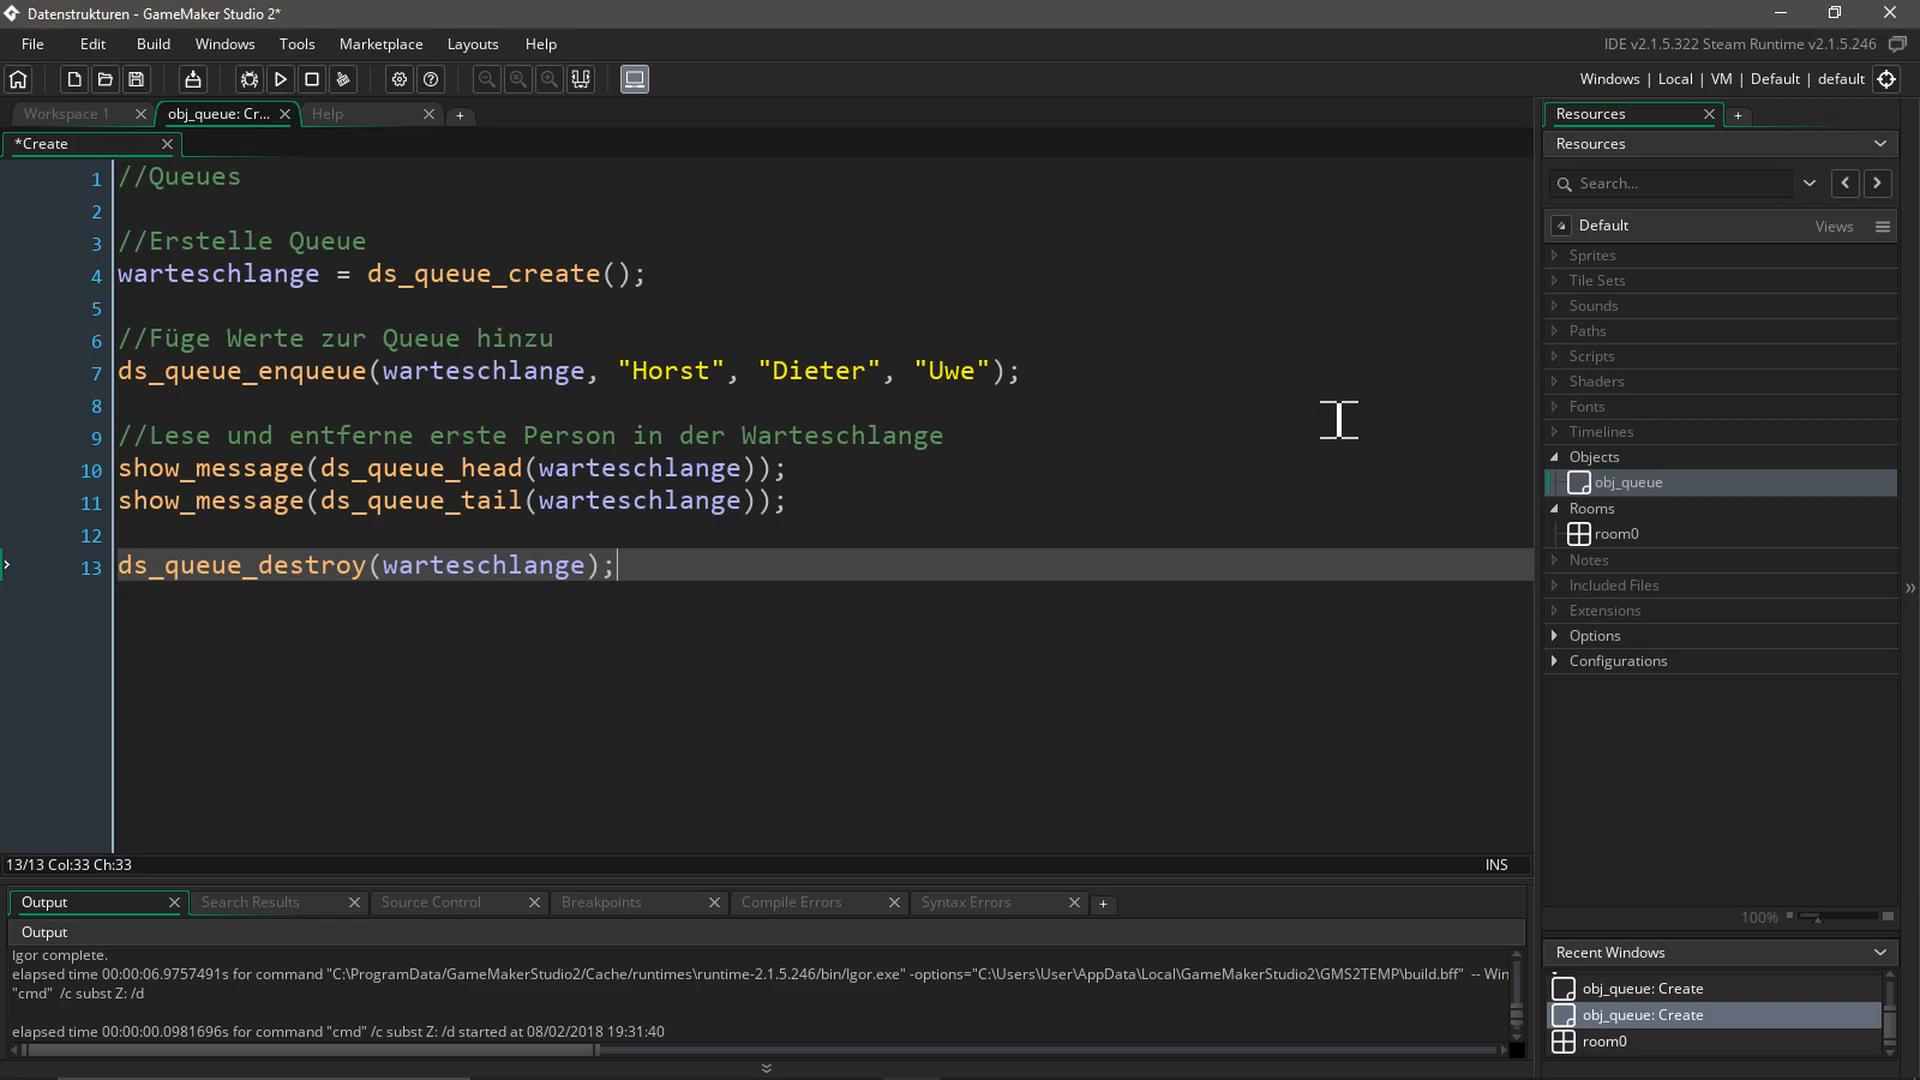 Datenstrukturen - GameMaker Studio 2*
File Edit Build Windows Tools Marketplace Layouts Help
IDE v2.1.5.322 Steam Runtime v2.1.5.246
Windows | Local | VM | Default | default
Workspace 1 obj_queue: Cr... Help +
*Create
1 //Queues
2
3 //Erstelle Queue
4 warteschlange = ds_queue_create();
5
6 //Füge Werte zur Queue hinzu
7 ds_queue_enqueue(warteschlange, "Horst", "Dieter", "Uwe");
8
9 //Lese und entferne erste Person in der Warteschlange
10 show_message(ds_queue_head(warteschlange));
11 show_message(ds_queue_tail(warteschlange));
12
13 ds_queue_destroy(warteschlange);
13/13 Col:33 Ch:33
INS
Output Search Results Source Control Breakpoints Compile Errors Syntax Errors +
Output
Igor complete.
elapsed time 00:00:06.9757491s for command "C:\ProgramData/GameMakerStudio2/Cache/runtimes\runtime-2.1.5.246/bin/Igor.exe" -options="C:\Users\User\AppData\Local\GameMakerStudio2\GMS2TEMP\build.bff" -- Win
"cmd" /c subst Z: /d
elapsed time 00:00:00.0981696s for command "cmd" /c subst Z: /d started at 08/02/2018 19:31:40
Resources +
Resources
Search...
Default Views
Sprites
Tile Sets
Sounds
Paths
Scripts
Shaders
Fonts
Timelines
Objects
obj_queue
Rooms
room0
Notes
Included Files
Extensions
Options
Configurations
100%
Recent Windows
obj_queue: Create
obj_queue: Create
room0